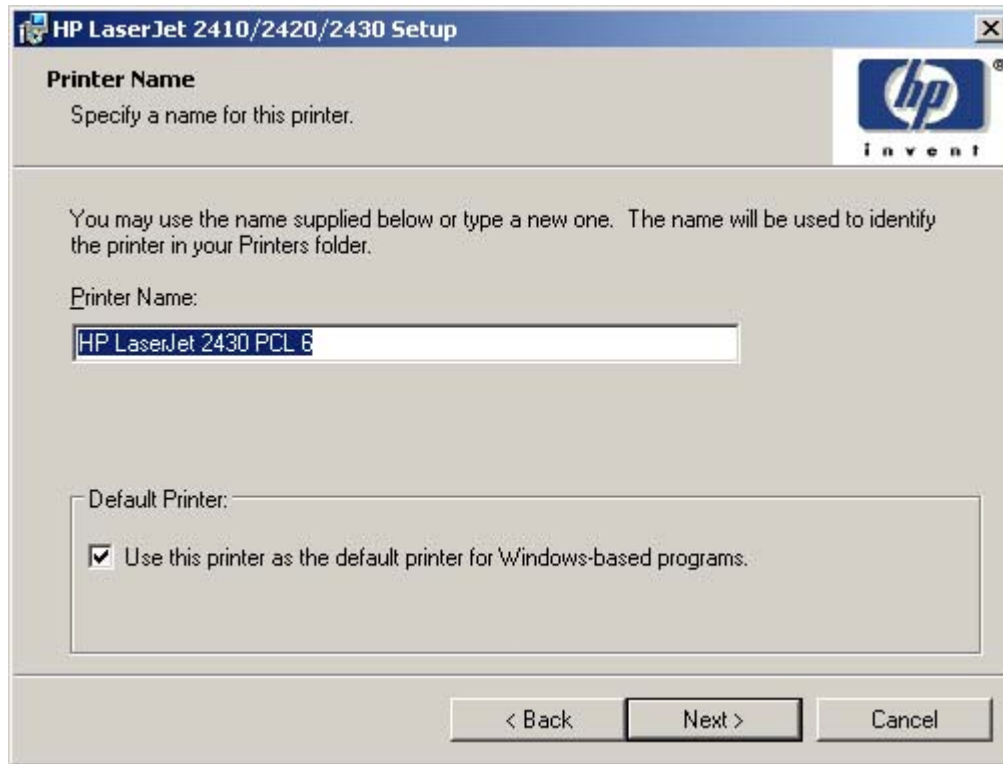 HP LaserJet 2410/2420/2430 Setup
Printer Name
Specify a name for this printer.
hp ®
invent
You may use the name supplied below or type a new one. The name will be used to identify
the printer in your Printers folder.
Printer Name:
HP LaserJet 2430 PCL 6
Default Printer:
Use this printer as the default printer for Windows-based programs.
< Back Next > Cancel